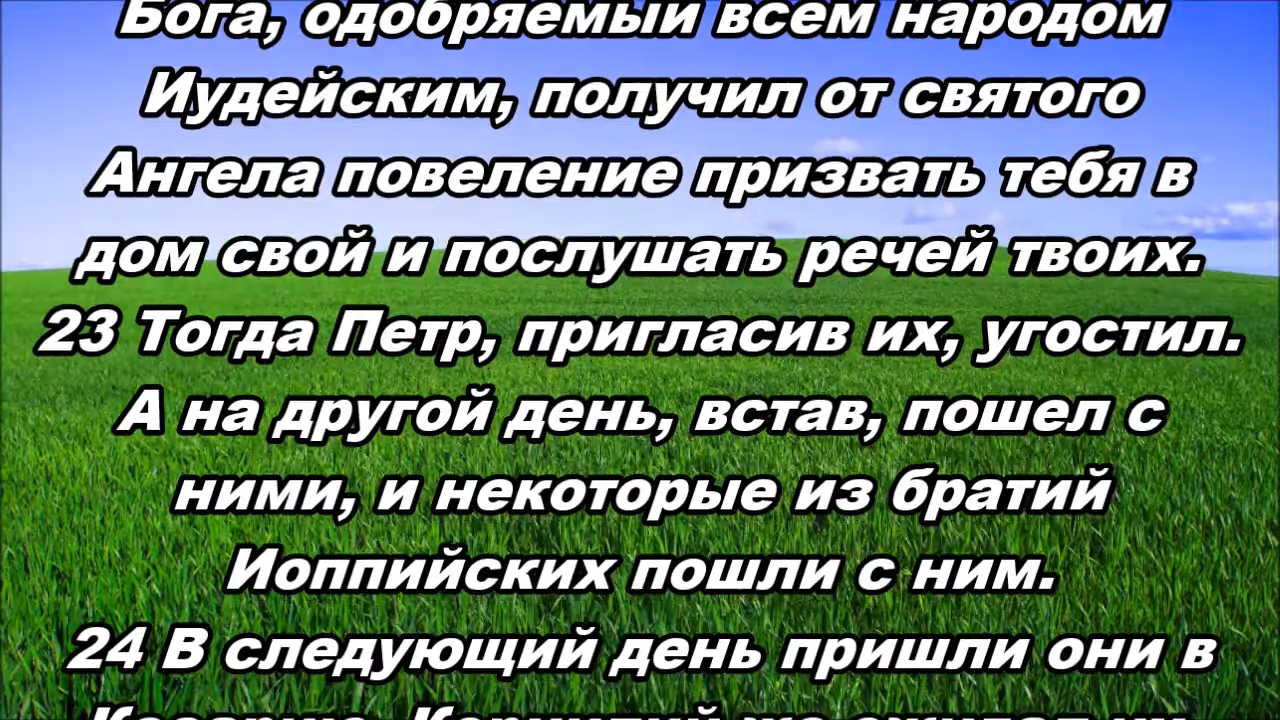 Бога, одобряемый всем народом
Иудейским, получил от святого
Ангела повеление призвать тебя в
дом свой и послушать речей твоих.
23 Тогда Петр, пригласив их, угостил.
А на другой день, встав, пошел с
ними, и некоторые из братий
Иоппийских пошли с ним.
24 В следующий день пришли они в